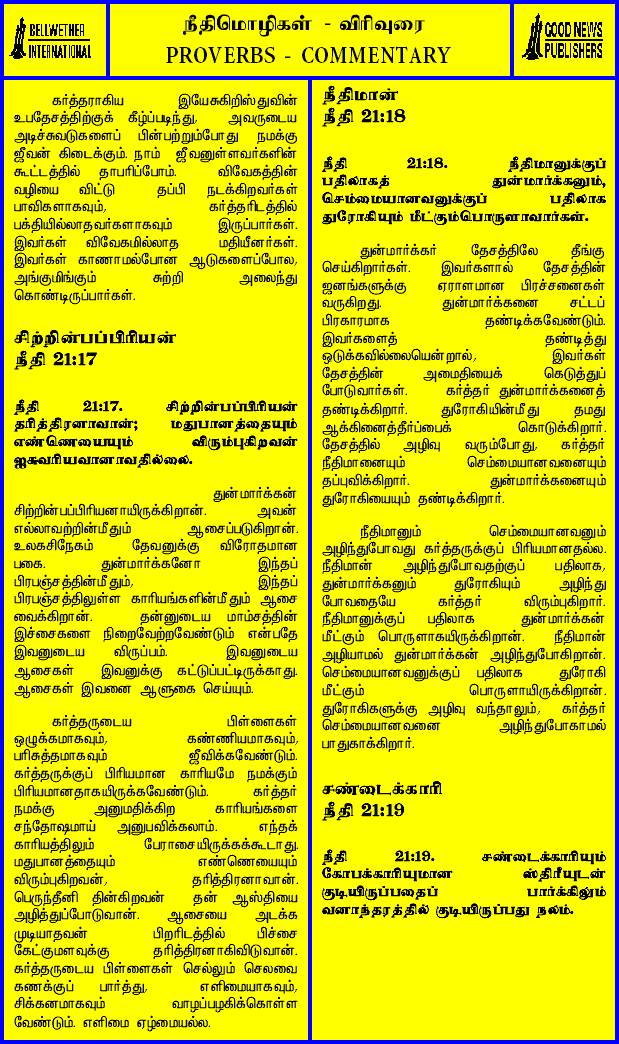 BELLWETHER
INTERNATIONAL
நீதிமொழிகள் - விரிவுரை
PROVERBS - COMMENTARY
GOOD NEWS
PUBLISHERS
கர்த்தராகிய இயேசுகிறிஸ்துவின்
உபதேசத்திற்குக் கீழ்ப்படிந்து, அவருடைய
அடிச்சுவடுகளைப் பின்பற்றும்போது நமக்கு
ஜீவன் கிடைக்கும். நாம் ஜீவனுள்ளவர்களின்
கூட்டத்தில் தாபரிப்போம். விவேகத்தின்
வழியை விட்டு தப்பி நடக்கிறவர்கள்
பாவிகளாகவும், கர்த்தரிடத்தில்
பக்தியில்லாதவர்களாகவும் இருப்பார்கள்.
இவர்கள் விவேகமில்லாத மதியீனர்கள்.
இவர்கள் காணாமல்போன ஆடுகளைப்போல,
அங்குமிங்கும் சுற்றி அலைந்து
கொண்டிருப்பார்கள்.
சிற்றின்பப்பிரியன்
நீதி 21:17
நீதி 21:17. சிற்றின்பப்பிரியன்
தரித்திரனாவான்; மதுபானத்தையும்
எண்ணெயையும் விரும்புகிறவன்
ஐசுவரியவானாவதில்லை.
துன்மார்க்கன்
சிற்றின்பப்பிரியனாயிருக்கிறான். அவன்
எல்லாவற்றின்மீதும் ஆசைப்படுகிறான்.
உலகசிநேகம் தேவனுக்கு விரோதமான
பகை. துன்மார்க்கனோ இந்தப்
பிரபஞ்சத்தின்மீதும், இந்தப்
பிரபஞ்சத்திலுள்ள காரியங்களின்மீதும் ஆசை
வைக்கிறான். தன்னுடைய மாம்சத்தின்
இச்சைகளை நிறைவேற்றவேண்டும் என்பதே
இவனுடைய விருப்பம். இவனுடைய
ஆசைகள் இவனுக்கு கட்டுப்பட்டிருக்காது.
ஆசைகள் இவனை ஆளுகை செய்யும்.
கர்த்தருடைய பிள்ளைகள்
ஒழுக்கமாகவும், கண்ணியமாகவும்,
பரிசுத்தமாகவும் ஜீவிக்கவேண்டும்.
கர்த்தருக்குப் பிரியமான காரியமே நமக்கும்
பிரியமானதாகயிருக்கவேண்டும். கர்த்தர்
நமக்கு அனுமதிக்கிற காரியங்களை
சந்தோஷமாய் அனுபவிக்கலாம். எந்தக்
காரியத்திலும் பேராசையிருக்கக்கூடாது.
மதுபானத்தையும் எண்ணெயையும்
விரும்புகிறவன், தரித்திரனாவான்.
பெருந்தீனி தின்கிறவன் தன் ஆஸ்தியை
அழித்துப்போடுவான். ஆசையை அடக்க
முடியாதவன் பிறரிடத்தில் பிச்சை
கேட்குமளவுக்கு தரித்திரனாகிவிடுவான்.
கர்த்தருடைய பிள்ளைகள் செல்லும் செலவை
கணக்குப் பார்த்து, எளிமையாகவும்,
சிக்கனமாகவும் வாழப்பழகிக்கொள்ள
வேண்டும். எளிமை ஏழ்மையல்ல.
நீதிமான்
நீதி 21:18
நீதி 21:18. நீதிமானுக்குப்
பதிலாகத் துன்மார்க்கனும்,
செம்மையானவனுக்குப் பதிலாக
துரோகியும் மீட்கும்பொருளாவார்கள்.
துன்மார்க்கர் தேசத்திலே தீங்கு
செய்கிறார்கள். இவர்களால் தேசத்தின்
ஜனங்களுக்கு ஏராளமான பிரச்சனைகள்
வருகிறது. துன்மார்க்கனை சட்டப்
பிரகாரமாக தண்டிக்கவேண்டும்.
இவர்களைத் தண்டித்து
ஒடுக்கவில்லையென்றால், இவர்கள்
தேசத்தின் அமைதியைக் கெடுத்துப்
போடுவார்கள். கர்த்தர் துன்மார்க்கனைத்
தண்டிக்கிறார். துரோகியின்மீது தமது
ஆக்கினைத்தீர்ப்பைக் கொடுக்கிறார்.
தேசத்தில் அழிவு வரும்போது, கர்த்தர்
நீதிமானையும் செம்மையானவனையும்
தப்புவிக்கிறார். துன்மார்க்கனையும்
துரோகியையும் தண்டிக்கிறார்.
நீதிமானும் செம்மையானவனும்
அழிந்துபோவது கர்த்தருக்குப் பிரியமானதல்ல.
நீதிமான் அழிந்துபோவதற்குப் பதிலாக,
துன்மார்க்கனும் துரோகியும் அழிந்து
போவதையே கர்த்தர் விரும்புகிறார்.
நீதிமானுக்குப் பதிலாக துன்மார்க்கன்
மீட்கும் பொருளாகயிருக்கிறான். நீதிமான்
அழியாமல் துன்மார்க்கன் அழிந்துபோகிறான்.
செம்மையானவனுக்குப் பதிலாக துரோகி
மீட்கும் பொருளாயிருக்கிறான்.
துரோகிகளுக்கு அழிவு வந்தாலும், கர்த்தர்
செம்மையானவனை அழிந்துபோகாமல்
பாதுகாக்கிறார்.
சண்டைக்காரி
நீதி 21:19
நீதி 21:19. சண்டைக்காரியும்
கோபக்காரியுமான ஸ்திரீயுடன்
குடியிருப்பதைப் பார்க்கிலும்
வனாந்தரத்தில் குடியிருப்பது நலம்.